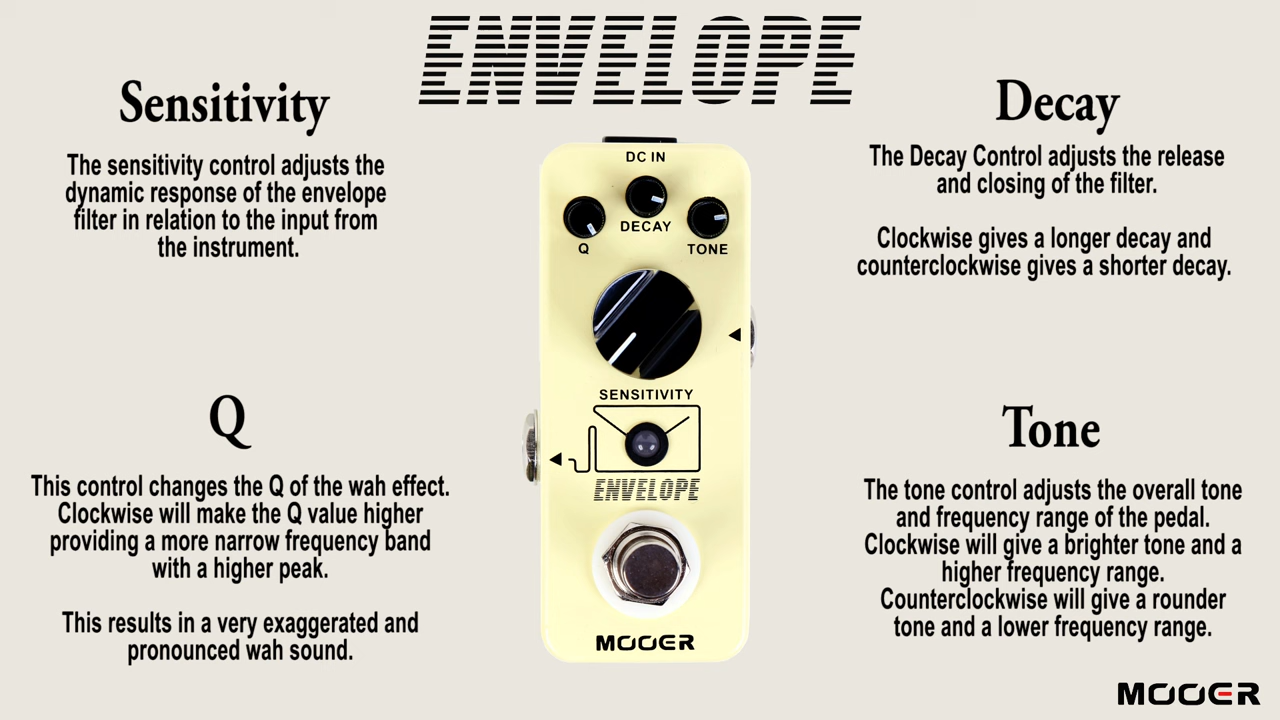 ENVELOPE
Sensitivity
The sensitivity control adjusts the
dynamic response of the envelope
filter in relation to the input from
the instrument.
Decay
The Decay Control adjusts the release
and closing of the filter.
Clockwise gives a longer decay and
counterclockwise gives a shorter decay.
DC IN
DECAY
Q
TONE
SENSITIVITY
ENVELOPE
MOOER
Q
This control changes the Q of the wah effect.
Clockwise will make the Q value higher
providing a more narrow frequency band
with a higher peak.
This results in a very exaggerated and
pronounced wah sound.
Tone
The tone control adjusts the overall tone
and frequency range of the pedal.
Clockwise will give a brighter tone and a
higher frequency range.
Counterclockwise will give a rounder
tone and a lower frequency range.
MOOER